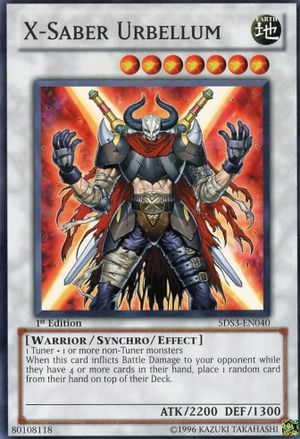 X-Saber Urbellum
EARTH
地
1st Edition
SDS3-EN040
[Warrior / Synchro/Effect]
1 Tuner + 1 or more non-Tuner monsters
When this card inflicts Battle Damage to your opponent while
they have 4 or more cards in their hand, place 1 random card
from their hand on top of their Deck.
ATK/2200 DEF/1300
80108118
©1996 KAZUKI TAKAHASHI